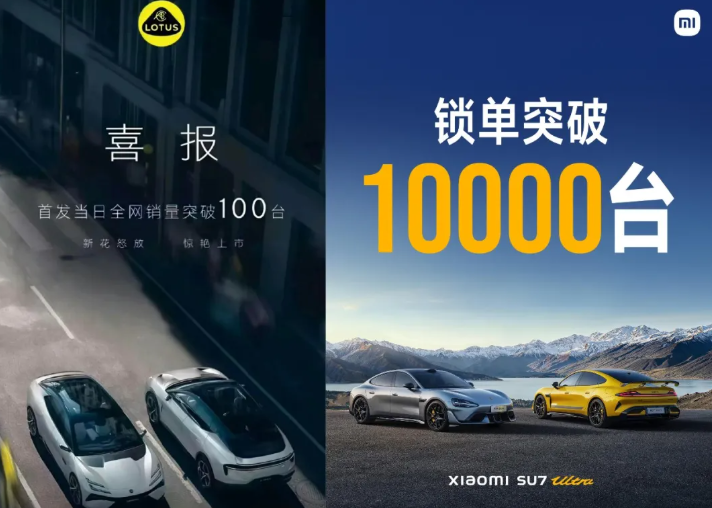 LOTUS
喜报
首发当日全网销量突破100台
新花怒放 惊艳上市
mi
锁单突破
10000台
xiaomi SU7 Ultra